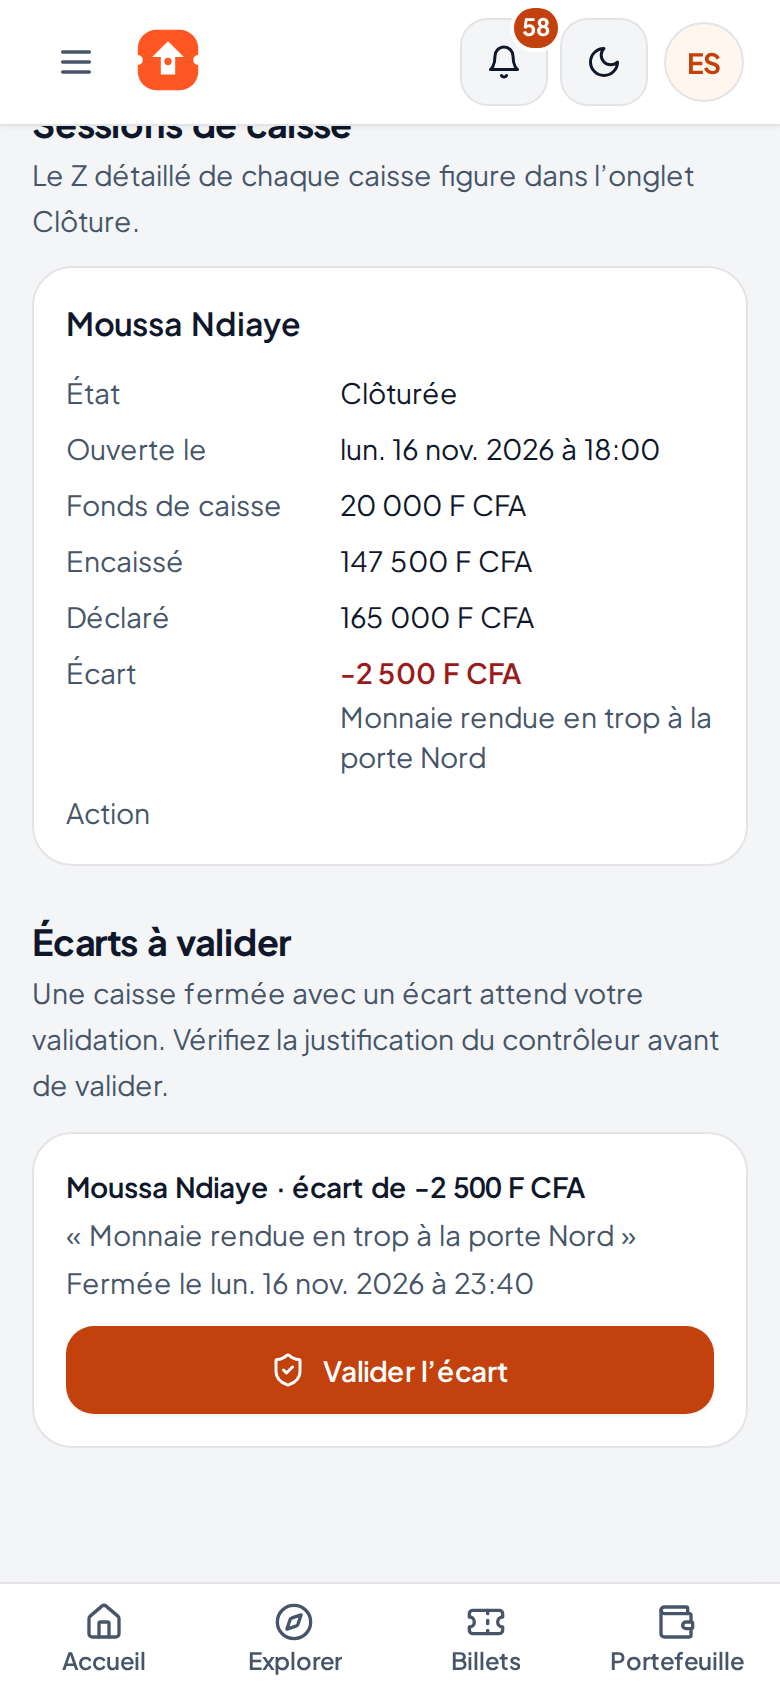 58
ES
Sessions de caisse
Le Z détaillé de chaque caisse figure dans l’onglet
Clôture.
Moussa Ndiaye
État
Clôturée
Ouverte le
lun. 16 nov. 2026 à 18:00
Fonds de caisse
20 000 F CFA
Encaissé
147 500 F CFA
Déclaré
165 000 F CFA
Écart
-2 500 F CFA
Monnaie rendue en trop à la
porte Nord
Action
Écarts à valider
Une caisse fermée avec un écart attend votre
validation. Vérifiez la justification du contrôleur avant
de valider.
Moussa Ndiaye · écart de -2 500 F CFA
« Monnaie rendue en trop à la porte Nord »
Fermée le lun. 16 nov. 2026 à 23:40
Valider l’écart
Accueil
Explorer
Billets
Portefeuille